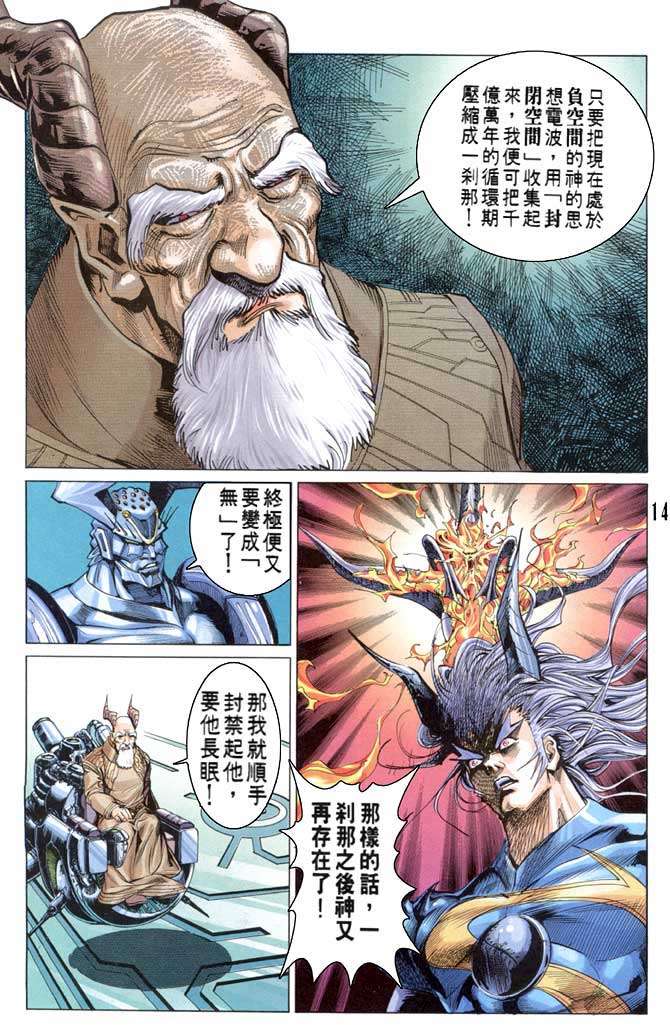 只要把現在處於
負空間的神的思
想電波，用「封
閉空間」收集起
來，我便可把千
億萬年的循環期
壓縮成一剎那！
終極便又
要變成「
無」了！
14
那樣的話，一
剎那之後神又
再存在了！
那我就順手
封禁起他，
要他長眠！